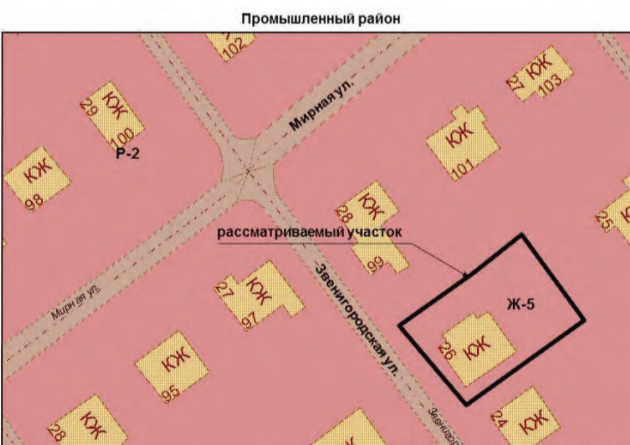 Промышленный район
102
Мирная ул.
29
КЖ
100
Р-2
КЖ
98
КЖ
101
21
КЖ
103
28
КЖ
99
25
рассматриваемый участок
Мирная ул.
27
КЖ
97
Звенигородская ул.
Ж-5
26
КЖ
КЖ
95
28
КЖ
24
КЖ